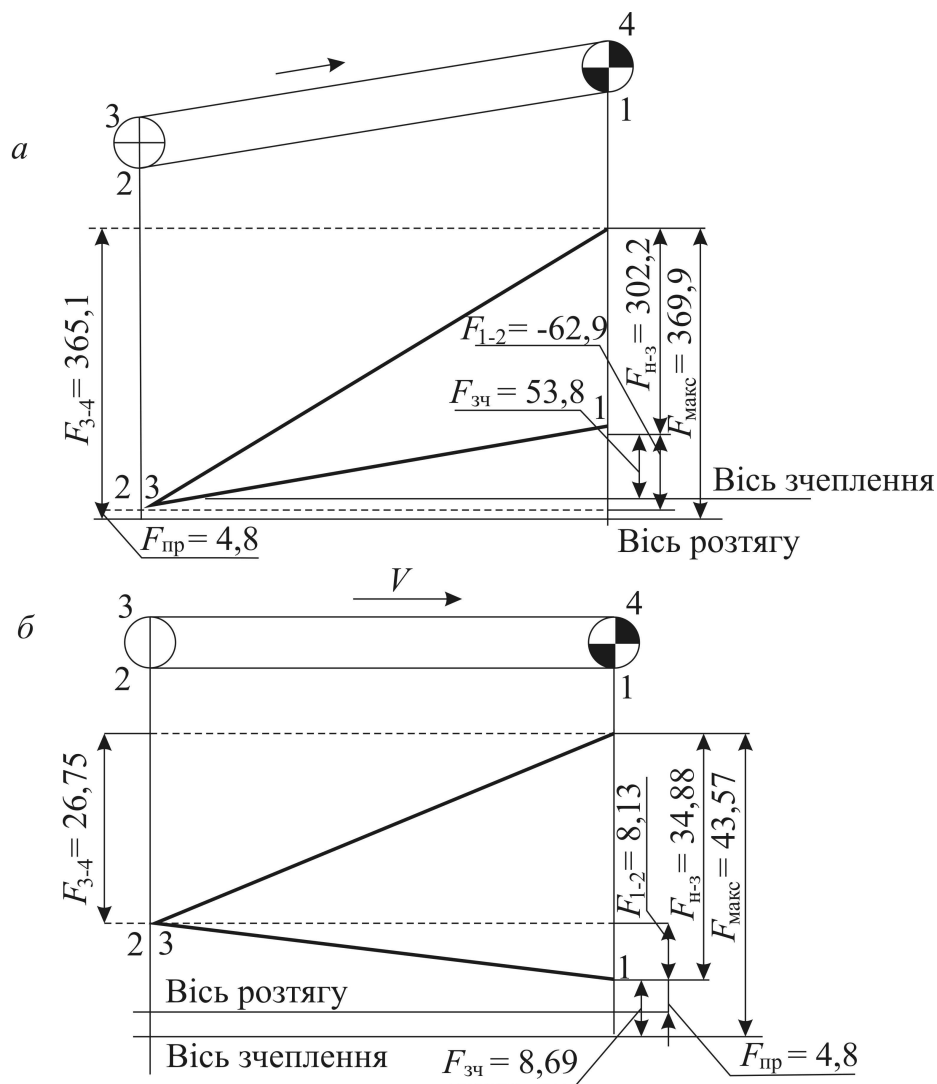 4
3
1
а
2
F3-4 = 365,1
F1-2 = -62,9
Fн-з = 302,2
Fмакс = 369,9
Fзч = 53,8
1
2 3
Вісь зчеплення
Fпр = 4,8
Вісь розтягу
V
3
4
б
2
1
F3-4 = 26,75
F1-2 = 8,13
Fн-з = 34,88
Fмакс = 43,57
2 3
1
Вісь розтягу
Вісь зчеплення
Fзч = 8,69
Fпр = 4,8